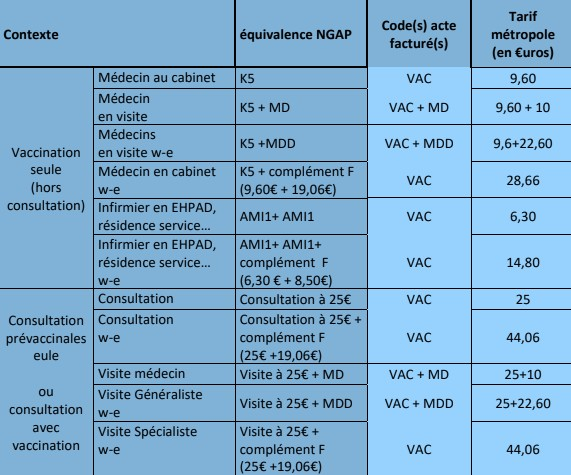 Contexte
équivalence NGAP
Code(s) acte
facturé(s)
Tarif
métropole
(en €uros)
Vaccination
seule
(hors
consultation)
Médecin au cabinet
K5
VAC
9,60
Médecin
en visite
K5 + MD
VAC + MD
9,60 + 10
Médecins
en visite w-e
K5 +MDD
VAC + MDD
9,6+22,60
Médecin en cabinet
w-e
K5 + complément F
(9,60€ + 19,06€)
VAC
28,66
Infirmier en EHPAD,
résidence service...
AMI1+ AMI1
VAC
6,30
Infirmier en EHPAD,
résidence service...
w-e
AMI1+ AMI1+
complément F
(6,30 € + 8,50€)
VAC
14,80
Consultation
prévaccinales
eule
ou
consultation
avec
vaccination
Consultation
Consultation à 25€
VAC
25
Consultation
w-e
Consultation à 25€ +
complément F
(25€ +19,06€)
VAC
44,06
Visite médecin
Visite à 25€ + MD
VAC + MD
25+10
Visite Généraliste
w-e
Visite à 25€ + MDD
VAC + MDD
25+22,60
Visite Spécialiste
w-e
Visite à 25€ +
complément F
(25€ +19,06€)
VAC
44,06